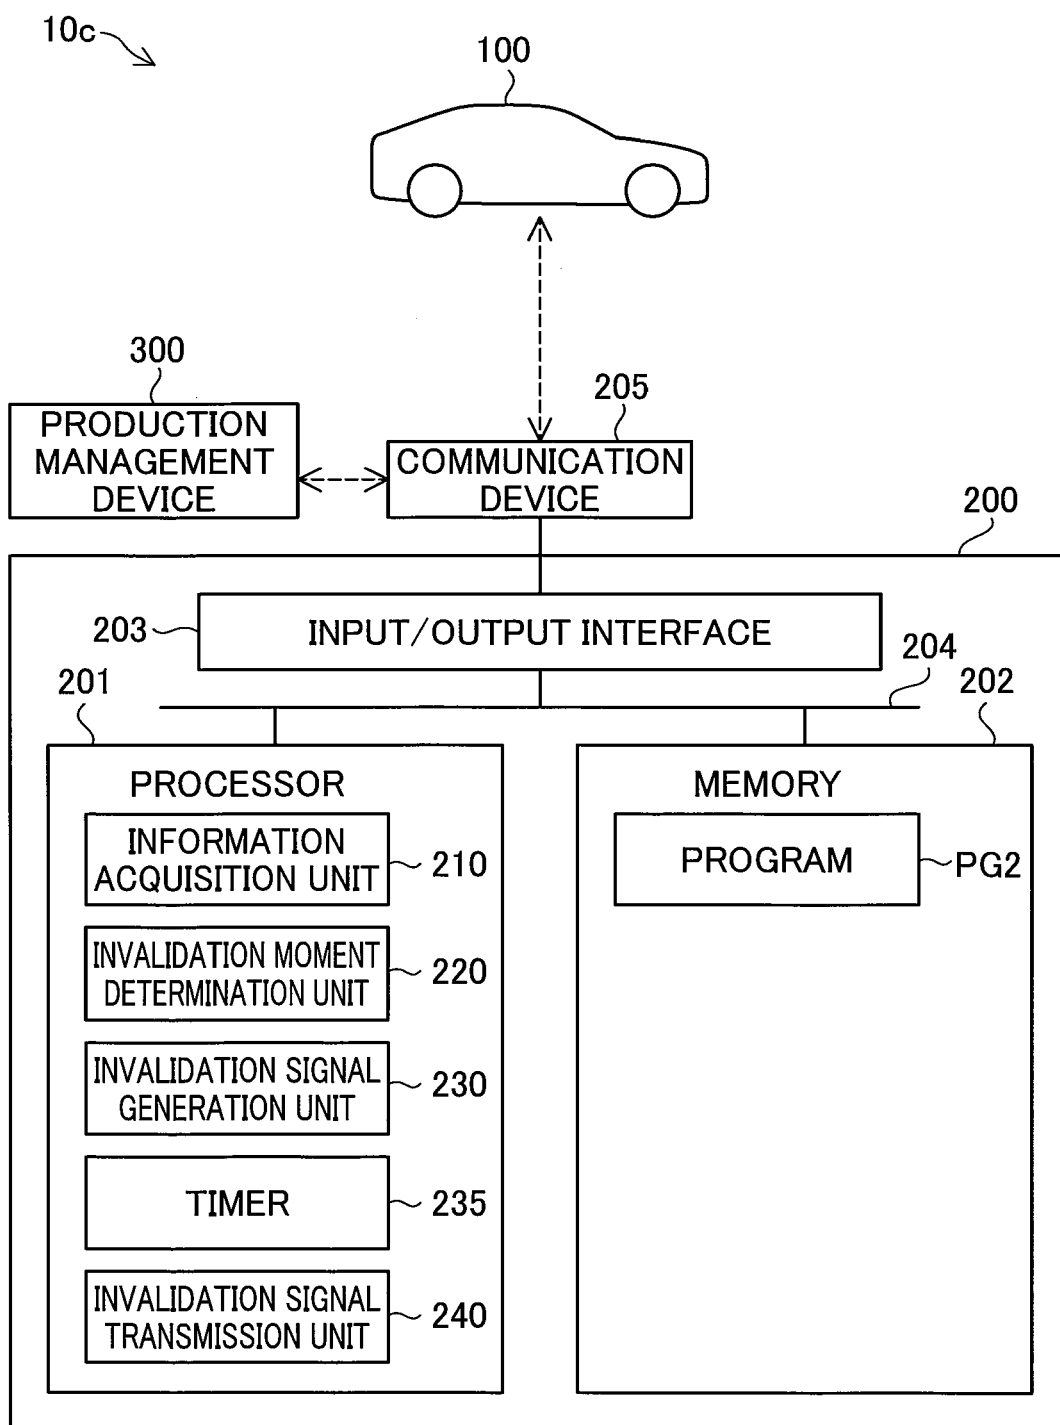 10c
100
300
PRODUCTION
MANAGEMENT
DEVICE
205
COMMUNICATION
DEVICE
200
203
INPUT/OUTPUT INTERFACE
204
201
202
PROCESSOR
INFORMATION
ACQUISITION UNIT
210
INVALIDATION MOMENT
DETERMINATION UNIT
220
INVALIDATION SIGNAL
GENERATION UNIT
230
TIMER
235
INVALIDATION SIGNAL
TRANSMISSION UNIT
240
MEMORY
PROGRAM
PG2